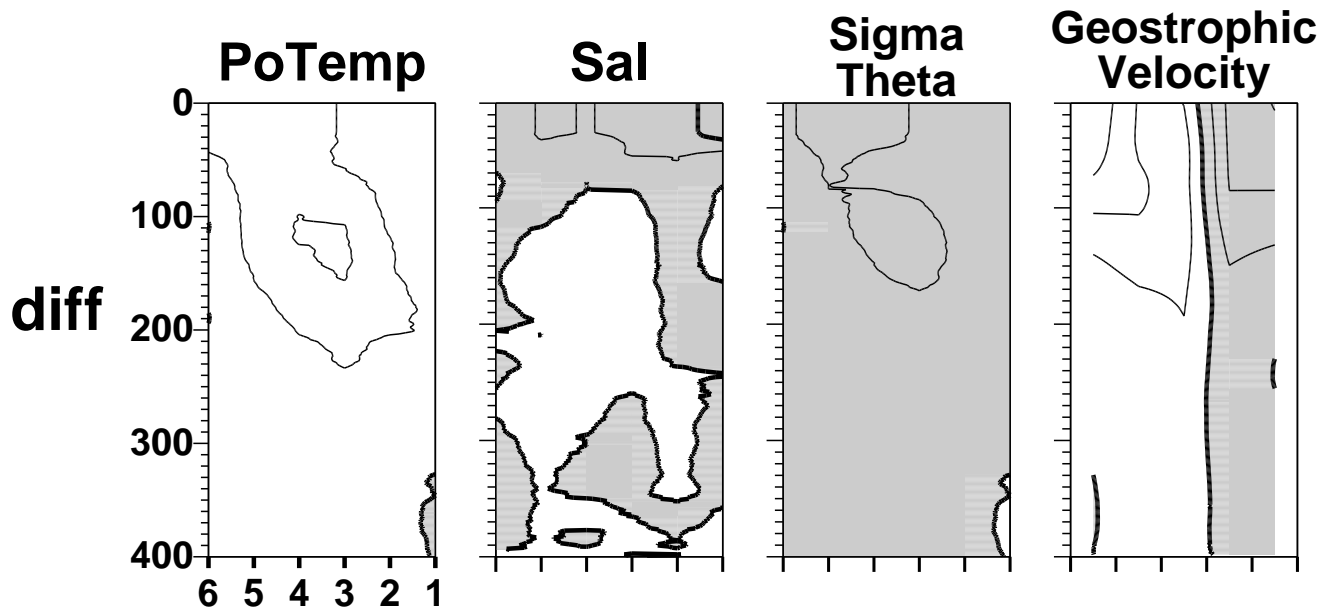 PoTemp
Sal
Sigma
Theta
Geostrophic
Velocity
diff
0
100
200
300
400
6 5 4 3 2 1